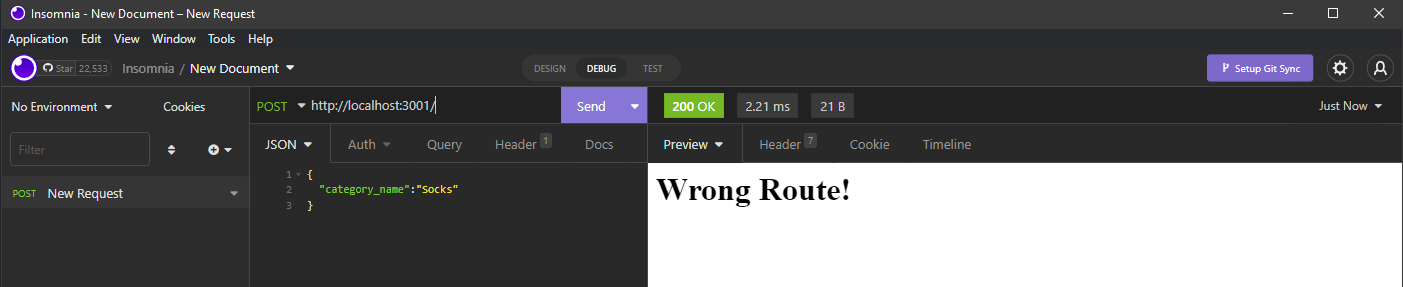 Insomnia - New Document – New Request
Application Edit View Window Tools Help
Star 22,533 Insomnia / New Document DESIGN DEBUG TEST Setup Git Sync
No Environment Cookies POST http://localhost:3001/ Send 200 OK 2.21 ms 21 B Just Now
Filter JSON Auth Query Header 1 Docs Preview Header 7 Cookie Timeline
POST New Request
1 {
2 "category_name":"Socks"
3 }
Wrong Route!